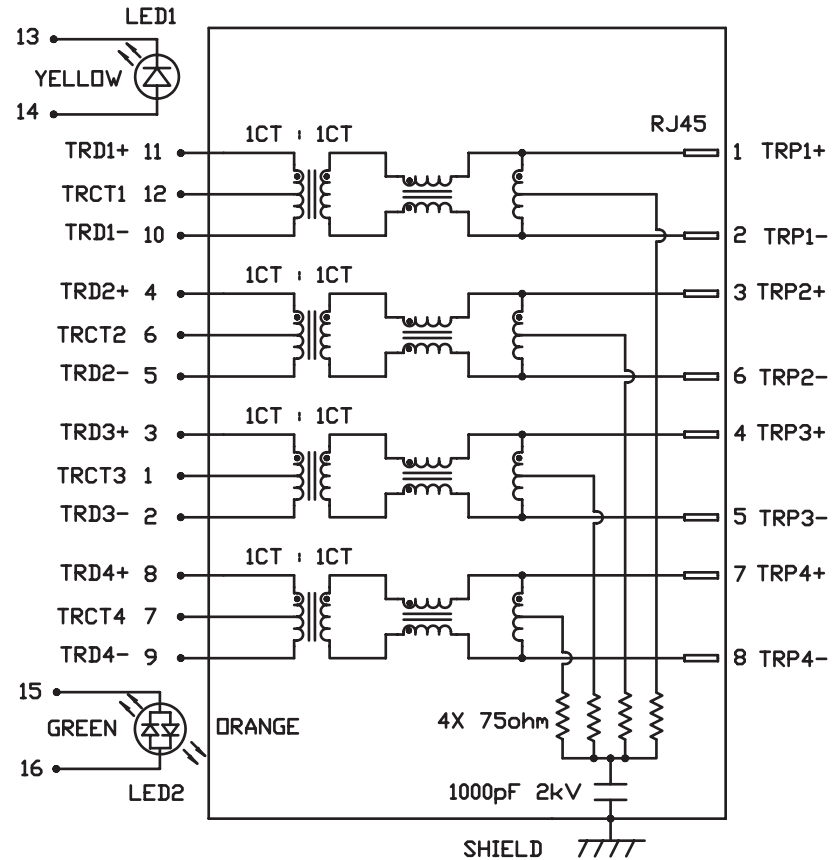 LED1
13
YELLOW
14
1CT : 1CT
RJ45
TRD1+ 11
1 TRP1+
TRCT1 12
TRD1- 10
2 TRP1-
1CT : 1CT
TRD2+ 4
3 TRP2+
TRCT2 6
TRD2- 5
6 TRP2-
1CT : 1CT
TRD3+ 3
4 TRP3+
TRCT3 1
TRD3- 2
5 TRP3-
1CT : 1CT
TRD4+ 8
7 TRP4+
TRCT4 7
TRD4- 9
8 TRP4-
15
GREEN
ORANGE
4X 75ohm
16
LED2
1000pF 2kV
SHIELD